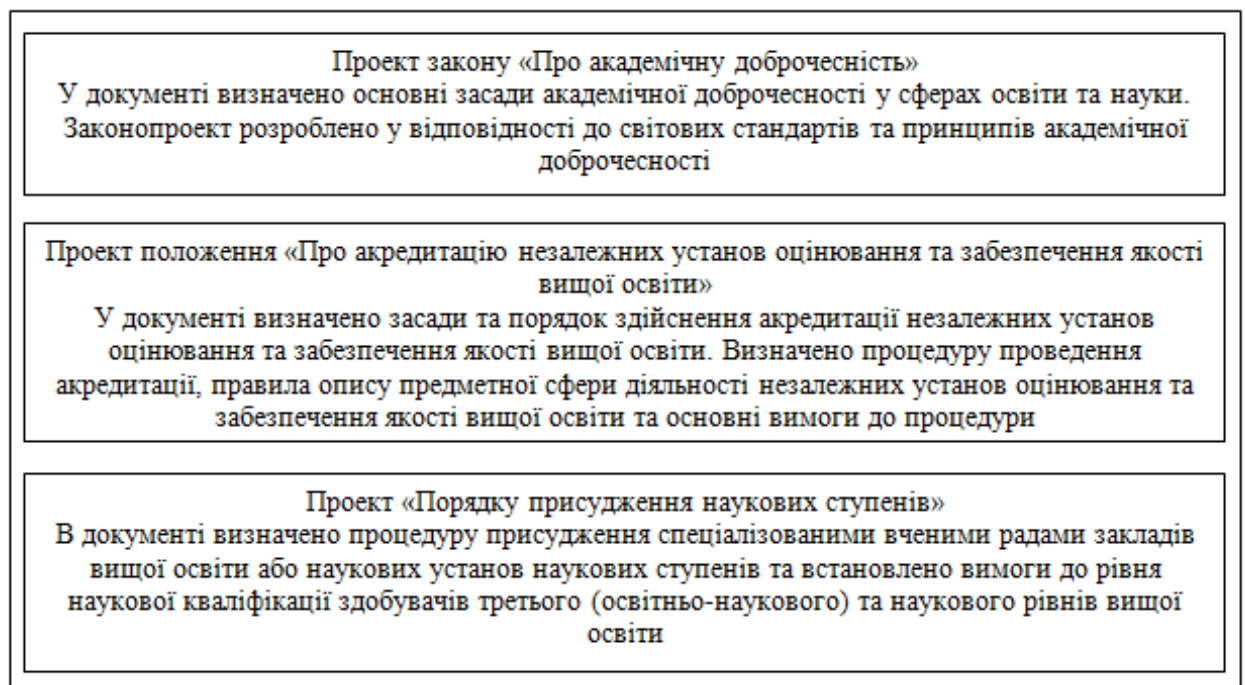 Проект закону «Про академічну доброчесність»
У документі визначено основні засади академічної доброчесності у сферах освіти та науки.
Законопроект розроблено у відповідності до світових стандартів та принципів академічної
доброчесності
Проект положення «Про акредитацію незалежних установ оцінювання та забезпечення якості
вищої освіти»
У документі визначено засади та порядок здійснення акредитації незалежних установ
оцінювання та забезпечення якості вищої освіти. Визначено процедуру проведення
акредитації, правила опису предметної сфери діяльності незалежних установ оцінювання та
забезпечення якості вищої освіти та основні вимоги до процедури
Проект «Порядку присудження наукових ступенів»
В документі визначено процедуру присудження спеціалізованими вченими радами закладів
вищої освіти або наукових установ наукових ступенів та встановлено вимоги до рівня
наукової кваліфікації здобувачів третього (освітньо-наукового) та наукового рівнів вищої
освіти